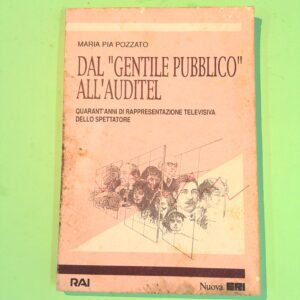 MARIA PIA POZZATO
DAL "GENTILE PUBBLICO"
ALL'AUDITEL
QUARANT'ANNI DI RAPPRESENTAZIONE TELEVISIVA
DELLO SPETTATORE
RAI
Nuova ERI